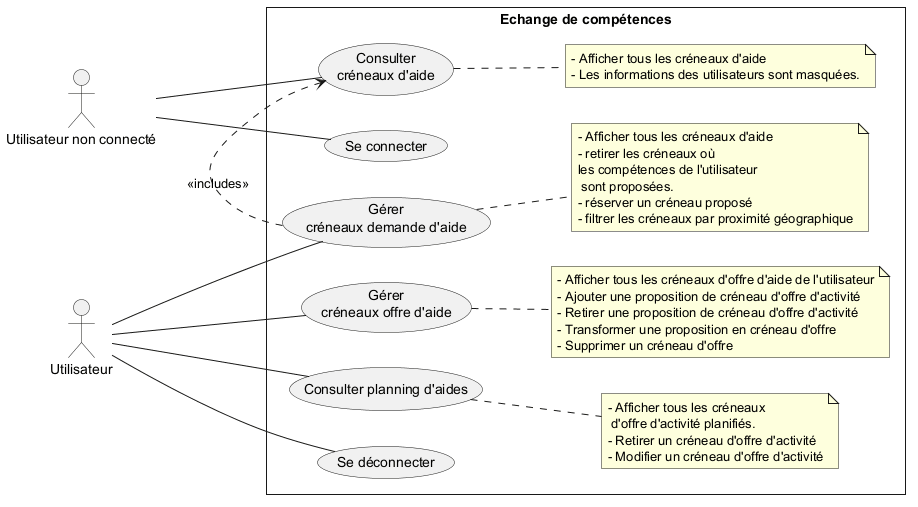 Echange de compétences
Consulter
créneaux d'aide
- Afficher tous les créneaux d'aide
- Les informations des utilisateurs sont masquées.
Utilisateur non connecté
Se connecter
- Afficher tous les créneaux d'aide
- retirer les créneaux où
les compétences de l'utilisateur
sont proposées.
- réserver un créneau proposé
- filtrer les créneaux par proximité géographique
«includes»
Gérer
créneaux demande d'aide
Gérer
créneaux offre d'aide
- Afficher tous les créneaux d'offre d'aide de l'utilisateur
- Ajouter une proposition de créneau d'offre d'activité
- Retirer une proposition de créneau d'offre d'activité
- Transformer une proposition en créneau d'offre
- Supprimer un créneau d'offre
Utilisateur
Consulter planning d'aides
- Afficher tous les créneaux
d'offre d'activité planifiés.
- Retirer un créneau d'offre d'activité
- Modifier un créneau d'offre d'activité
Se déconnecter